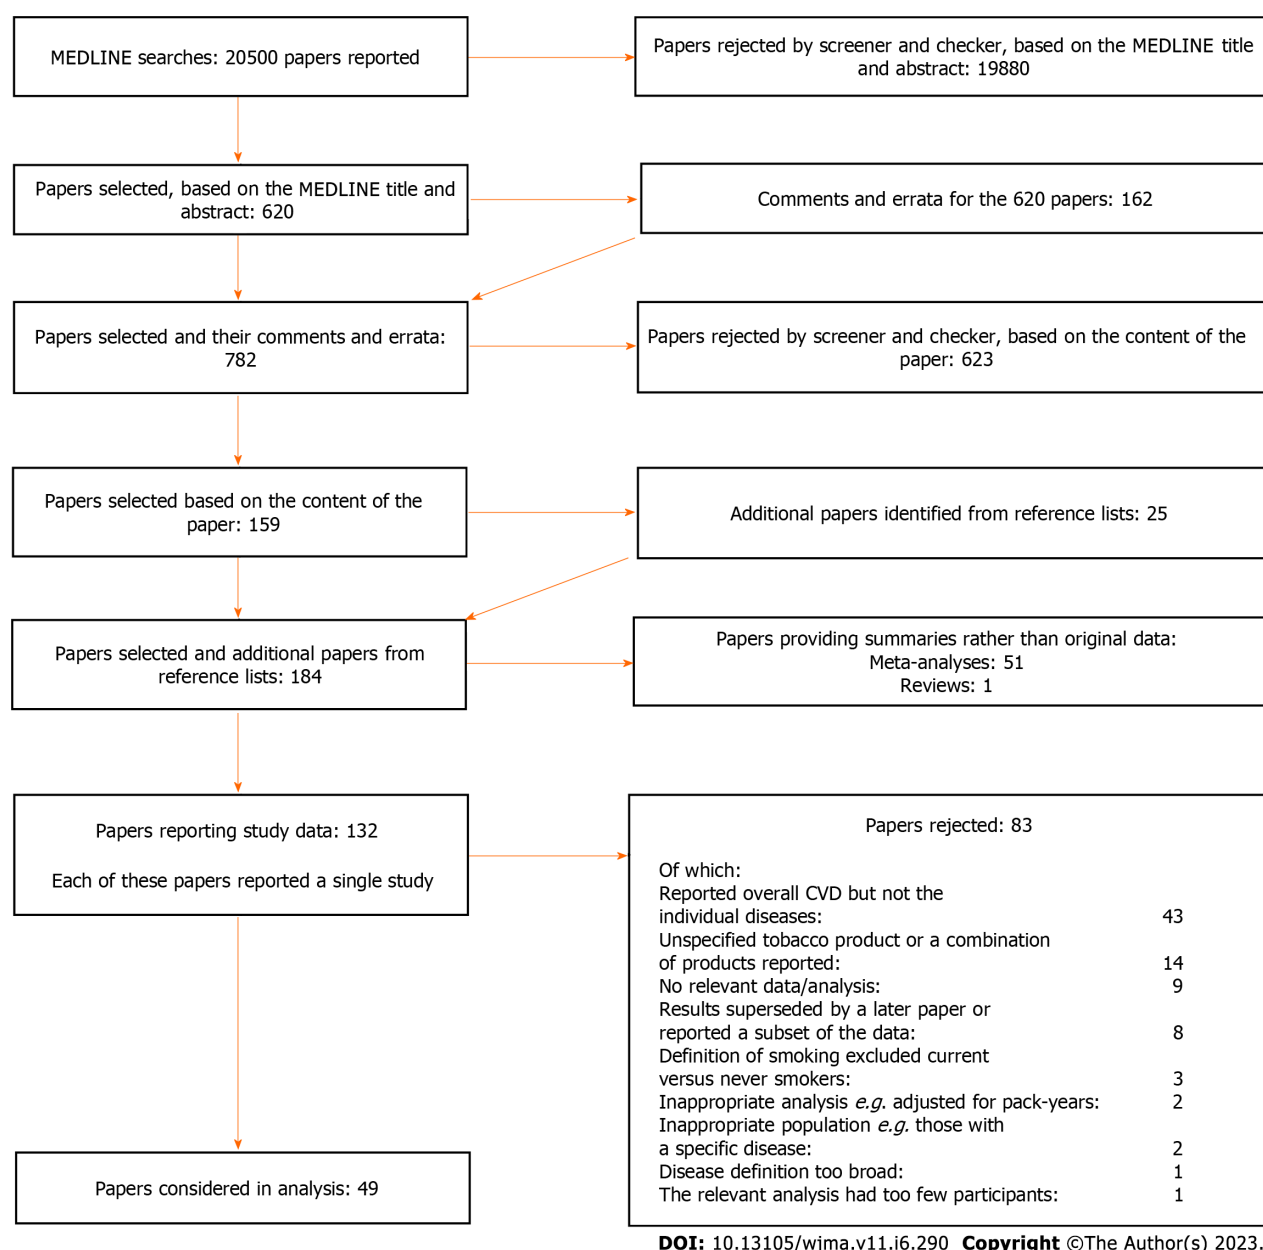 MEDLINE searches: 20500 papers reported
Papers rejected by screener and checker, based on the MEDLINE title
and abstract: 19880
Papers selected, based on the MEDLINE title and
abstract: 620
Comments and errata for the 620 papers: 162
Papers selected and their comments and errata:
782
Papers rejected by screener and checker, based on the content of the
paper: 623
Papers selected based on the content of the
paper: 159
Additional papers identified from reference lists: 25
Papers selected and additional papers from
reference lists: 184
Papers providing summaries rather than original data:
Meta-analyses: 51
Reviews: 1
Papers reporting study data: 132
Each of these papers reported a single study
Papers rejected: 83
Of which:
Reported overall CVD but not the
individual diseases: 43
Unspecified tobacco product or a combination
of products reported: 14
No relevant data/analysis: 9
Results superseded by a later paper or
reported a subset of the data: 8
Definition of smoking excluded current
versus never smokers: 3
Inappropriate analysis e.g. adjusted for pack-years: 2
Inappropriate population e.g. those with
a specific disease: 2
Disease definition too broad: 1
The relevant analysis had too few participants: 1
Papers considered in analysis: 49
DOI: 10.13105/wjma.v11.i6.290 Copyright ©The Author(s) 2023.